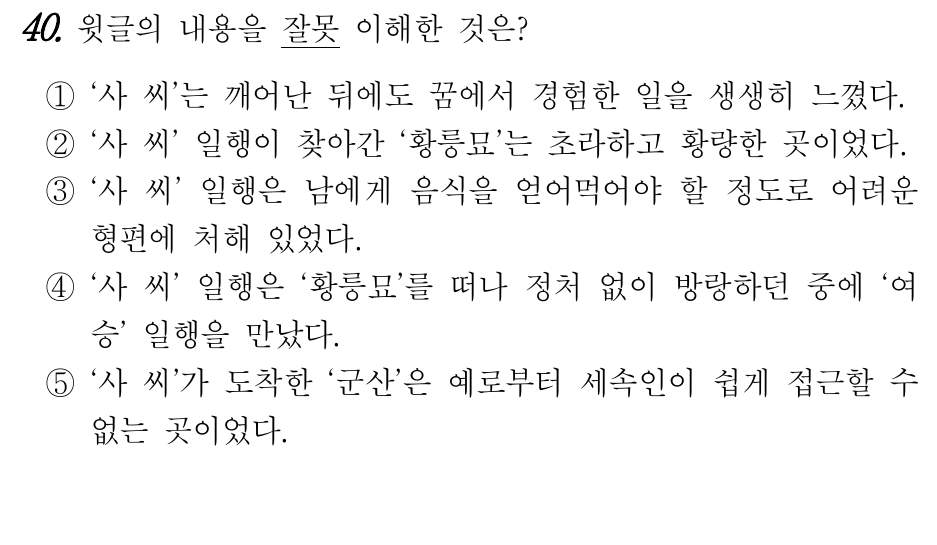 40. 윗글의 내용을 잘못 이해한 것은?
① ‘사 씨’는 깨어난 뒤에도 꿈에서 경험한 일을 생생히 느꼈다.
② ‘사 씨’ 일행이 찾아간 ‘황릉묘’는 초라하고 황량한 곳이었다.
③ ‘사 씨’ 일행은 남에게 음식을 얻어먹어야 할 정도로 어려운
형편에 처해 있었다.
④ ‘사 씨’ 일행은 ‘황릉묘’를 떠나 정처 없이 방랑하던 중에 ‘여
승’ 일행을 만났다.
⑤ ‘사 씨’가 도착한 ‘군산’은 예로부터 세속인이 쉽게 접근할 수
없는 곳이었다.